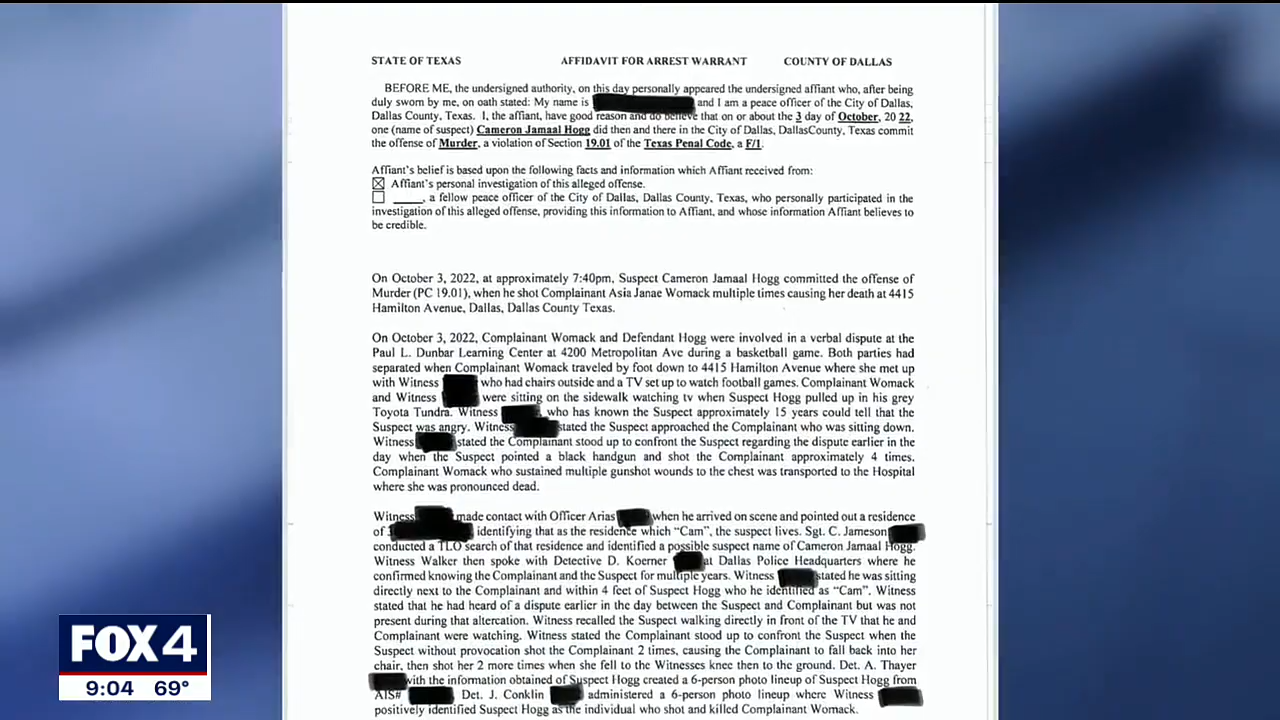 STATE OF TEXAS AFFIDAVIT FOR ARREST WARRANT COUNTY OF DALLAS
BEFORE ME, the undersigned authority, on this day personally appeared the undersigned affiant who, after being
duly sworn by me, on oath stated: My name is and I am a peace officer of the City of Dallas,
Dallas County, Texas. I, the affiant, have good reason and do believe that on or about the 3 day of October, 20 22,
one (name of suspect) Cameron Jamaal Hogg did then and there in the City of Dallas, DallasCounty, Texas commit
the offense of Murder, a violation of Section 19.01 of the Texas Penal Code, a F/1.
Affiant's belief is based upon the following facts and information which Affiant received from:
☒ Affiant's personal investigation of this alleged offense.
☐ _____, a fellow peace officer of the City of Dallas, Dallas County, Texas, who personally participated in the
investigation of this alleged offense, providing this information to Affiant, and whose information Affiant believes to
be credible.
On October 3, 2022, at approximately 7:40pm, Suspect Cameron Jamaal Hogg committed the offense of
Murder (PC 19.01), when he shot Complainant Asia Janae Womack multiple times causing her death at 4415
Hamilton Avenue, Dallas, Dallas County Texas.
On October 3, 2022, Complainant Womack and Defendant Hogg were involved in a verbal dispute at the
Paul L. Dunbar Learning Center at 4200 Metropolitan Ave during a basketball game. Both parties had
separated when Complainant Womack traveled by foot down to 4415 Hamilton Avenue where she met up
with Witness who had chairs outside and a TV set up to watch football games. Complainant Womack
and Witness were sitting on the sidewalk watching tv when Suspect Hogg pulled up in his grey
Toyota Tundra. Witness who has known the Suspect approximately 15 years could tell that the
Suspect was angry. Witness stated the Suspect approached the Complainant who was sitting down.
Witness stated the Complainant stood up to confront the Suspect regarding the dispute earlier in the
day when the Suspect pointed a black handgun and shot the Complainant approximately 4 times.
Complainant Womack who sustained multiple gunshot wounds to the chest was transported to the Hospital
where she was pronounced dead.
Witness made contact with Officer Arias when he arrived on scene and pointed out a residence
of identifying that as the residence which "Cam", the suspect lives. Sgt. C. Jameson
conducted a TLO search of that residence and identified a possible suspect name of Cameron Jamaal Hogg.
Witness Walker then spoke with Detective D. Koerner at Dallas Police Headquarters where he
confirmed knowing the Complainant and the Suspect for multiple years. Witness stated he was sitting
directly next to the Complainant and within 4 feet of Suspect Hogg who he identified as "Cam". Witness
stated that he had heard of a dispute earlier in the day between the Suspect and Complainant but was not
present during that altercation. Witness recalled the Suspect walking directly in front of the TV that he and
Complainant were watching. Witness stated the Complainant stood up to confront the Suspect when the
Suspect without provocation shot the Complainant 2 times, causing the Complainant to fall back into her
chair, then shot her 2 more times when she fell to the Witnesses knee then to the ground. Det. A. Thayer
with the information obtained of Suspect Hogg created a 6-person photo lineup of Suspect Hogg from
AIS# Det. J. Conklin administered a 6-person photo lineup where Witness
positively identified Suspect Hogg as the individual who shot and killed Complainant Womack.
FOX 4
9:04 69°